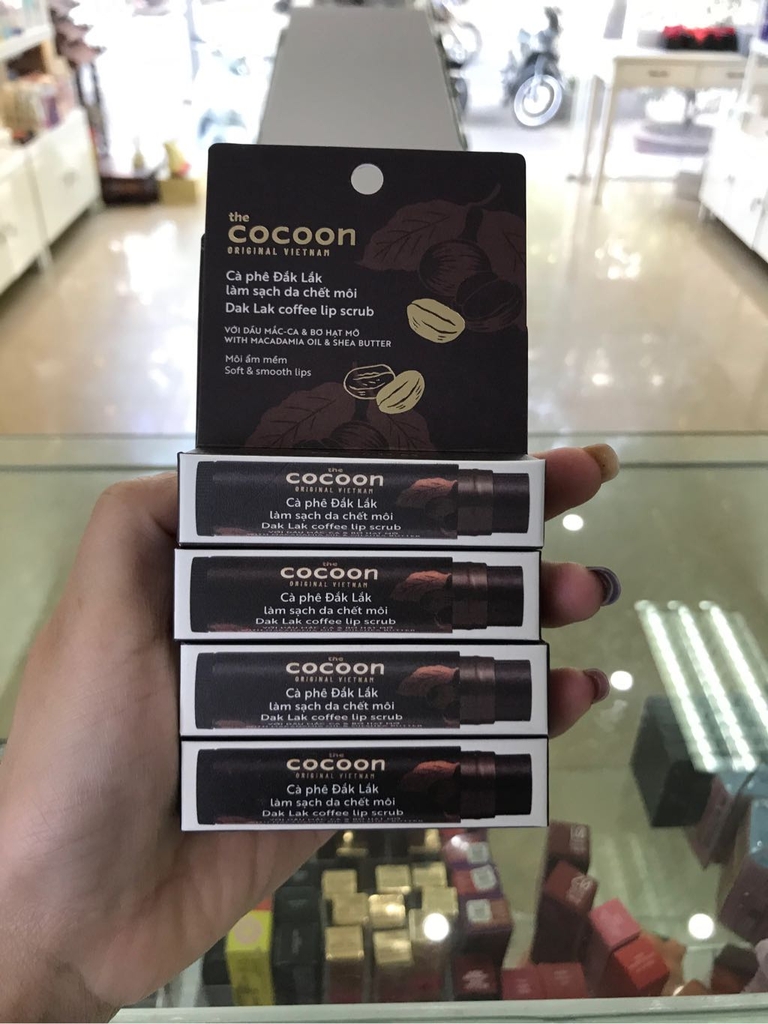 the
cocoon
ORIGINAL VIETNAM
Cà phê Đắk Lắk
làm sạch da chết môi
Dak Lak coffee lip scrub
VỚI DẦU MẮC-CA & BƠ HẠT MỠ
WITH MACADAMIA OIL & SHEA BUTTER
Môi ẩm mềm
Soft & smooth lips
the
cocoon
ORIGINAL VIETNAM
Cà phê Đắk Lắk
làm sạch da chết môi
Dak Lak coffee lip scrub
the
cocoon
ORIGINAL VIETNAM
Cà phê Đắk Lắk
làm sạch da chết môi
Dak Lak coffee lip scrub
the
cocoon
ORIGINAL VIETNAM
Cà phê Đắk Lắk
làm sạch da chết môi
Dak Lak coffee lip scrub
the
cocoon
ORIGINAL VIETNAM
Cà phê Đắk Lắk
làm sạch da chết môi
Dak Lak coffee lip scrub